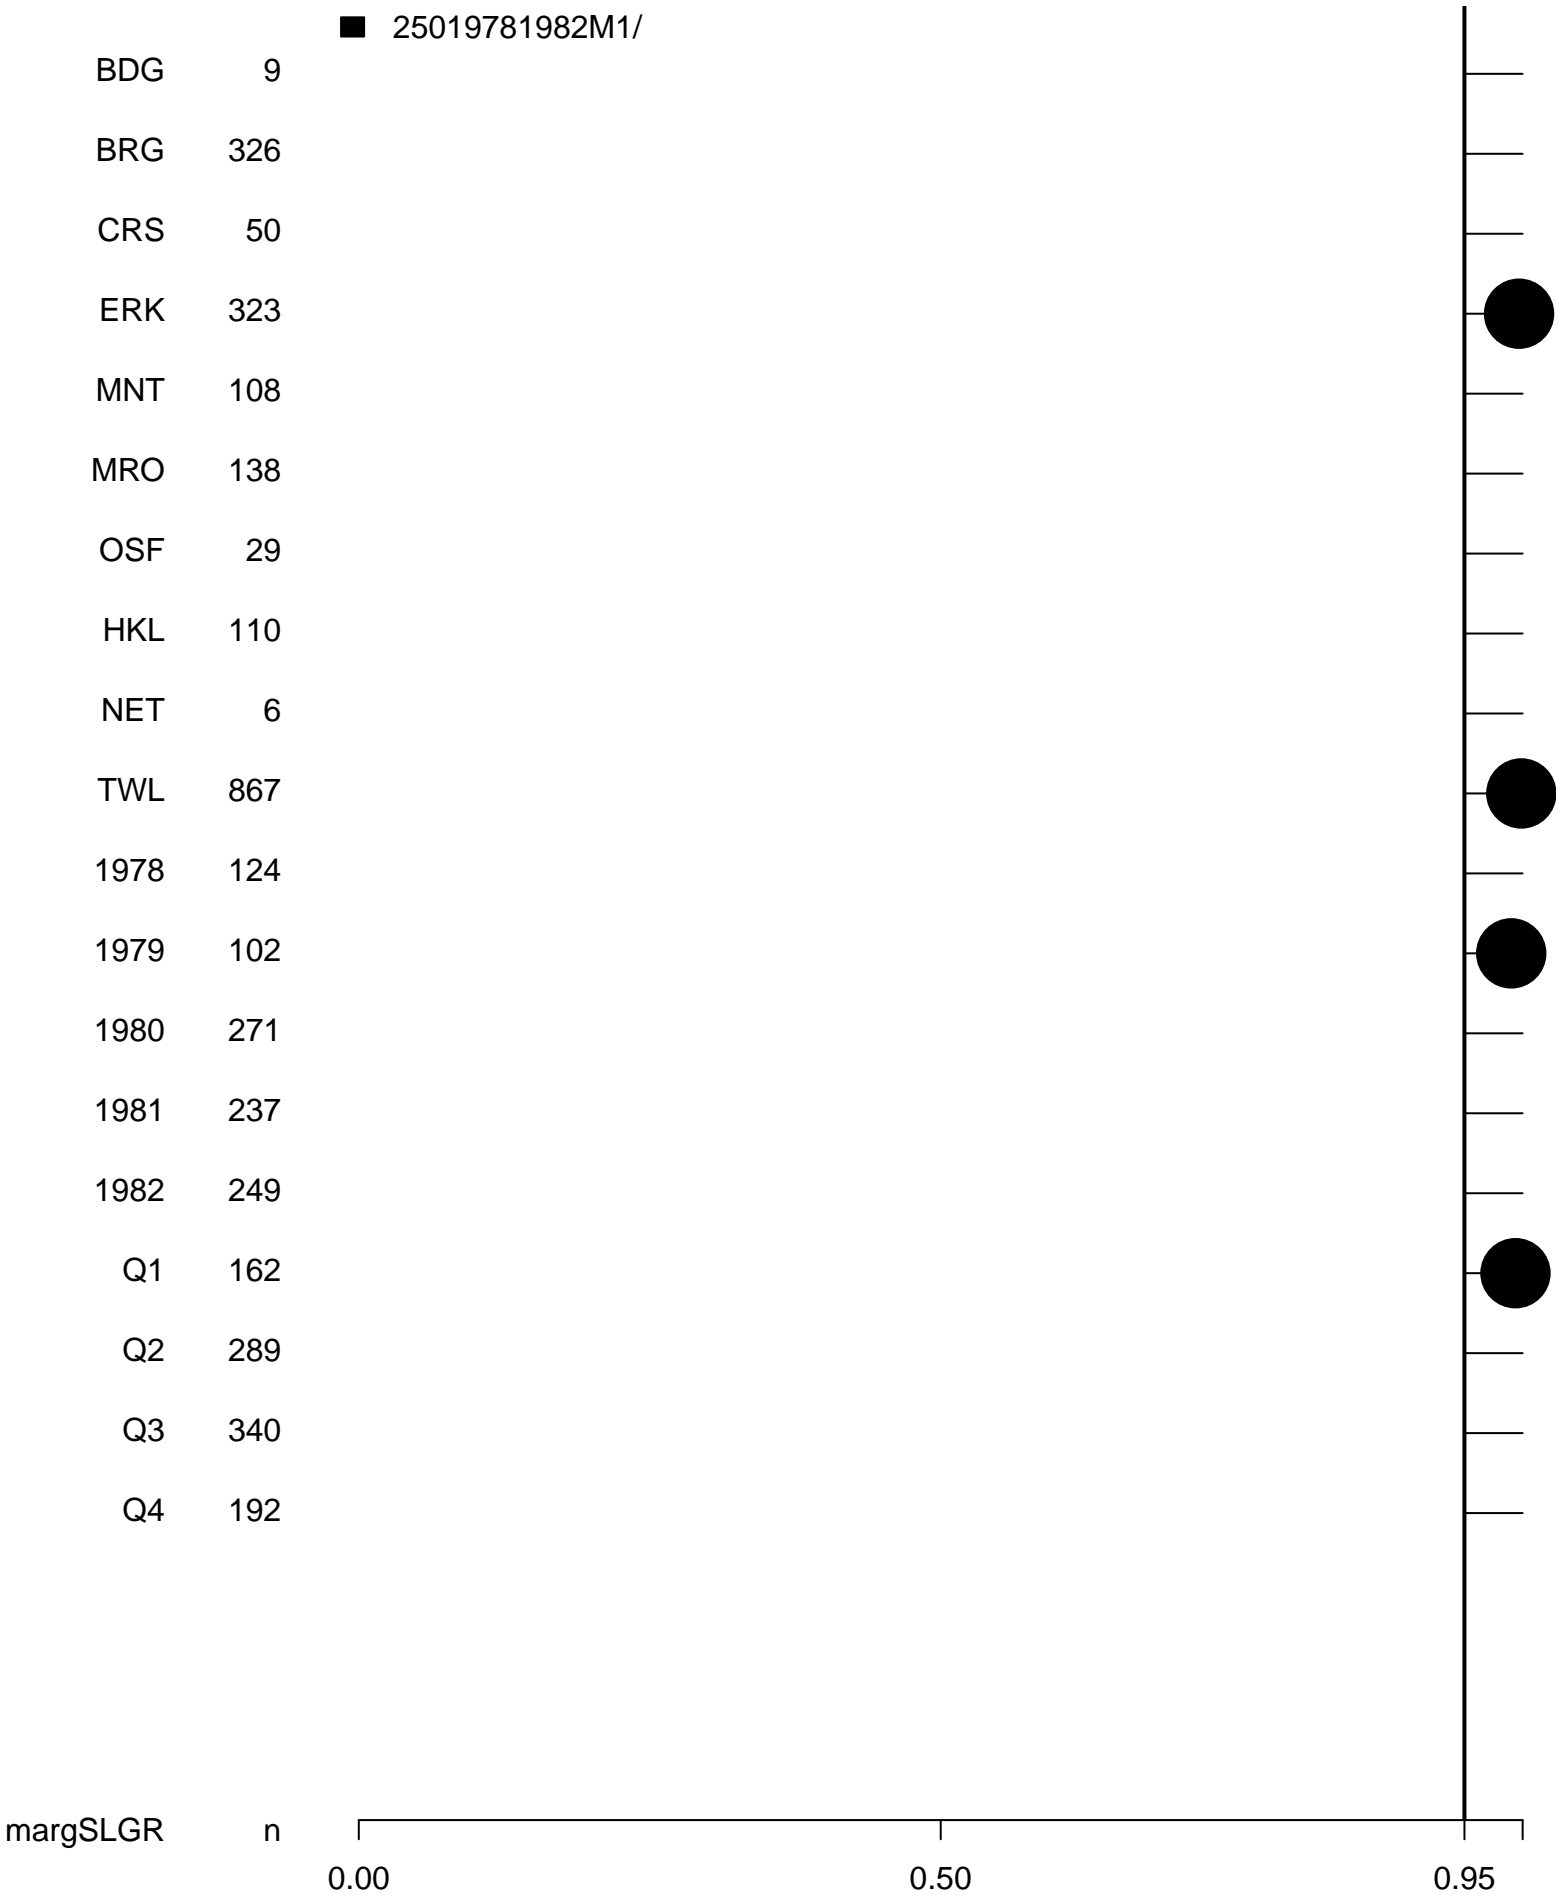 25019781982M1/
BDG 9
BRG 326
CRS 50
ERK 323
MNT 108
MRO 138
OSF 29
HKL 110
NET 6
TWL 867
1978 124
1979 102
1980 271
1981 237
1982 249
Q1 162
Q2 289
Q3 340
Q4 192
margSLGR n
0.00 0.50 0.95